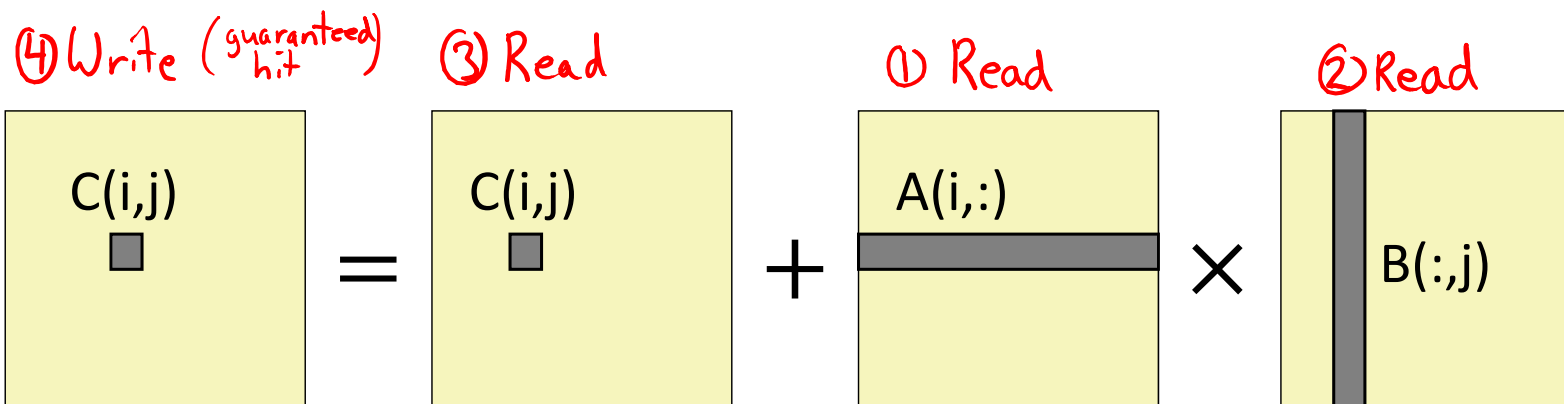 ④ Write (guaranteed hit)
③ Read
① Read
② Read
C(i,j)
=
C(i,j)
+
A(i,:)
×
B(:,j)